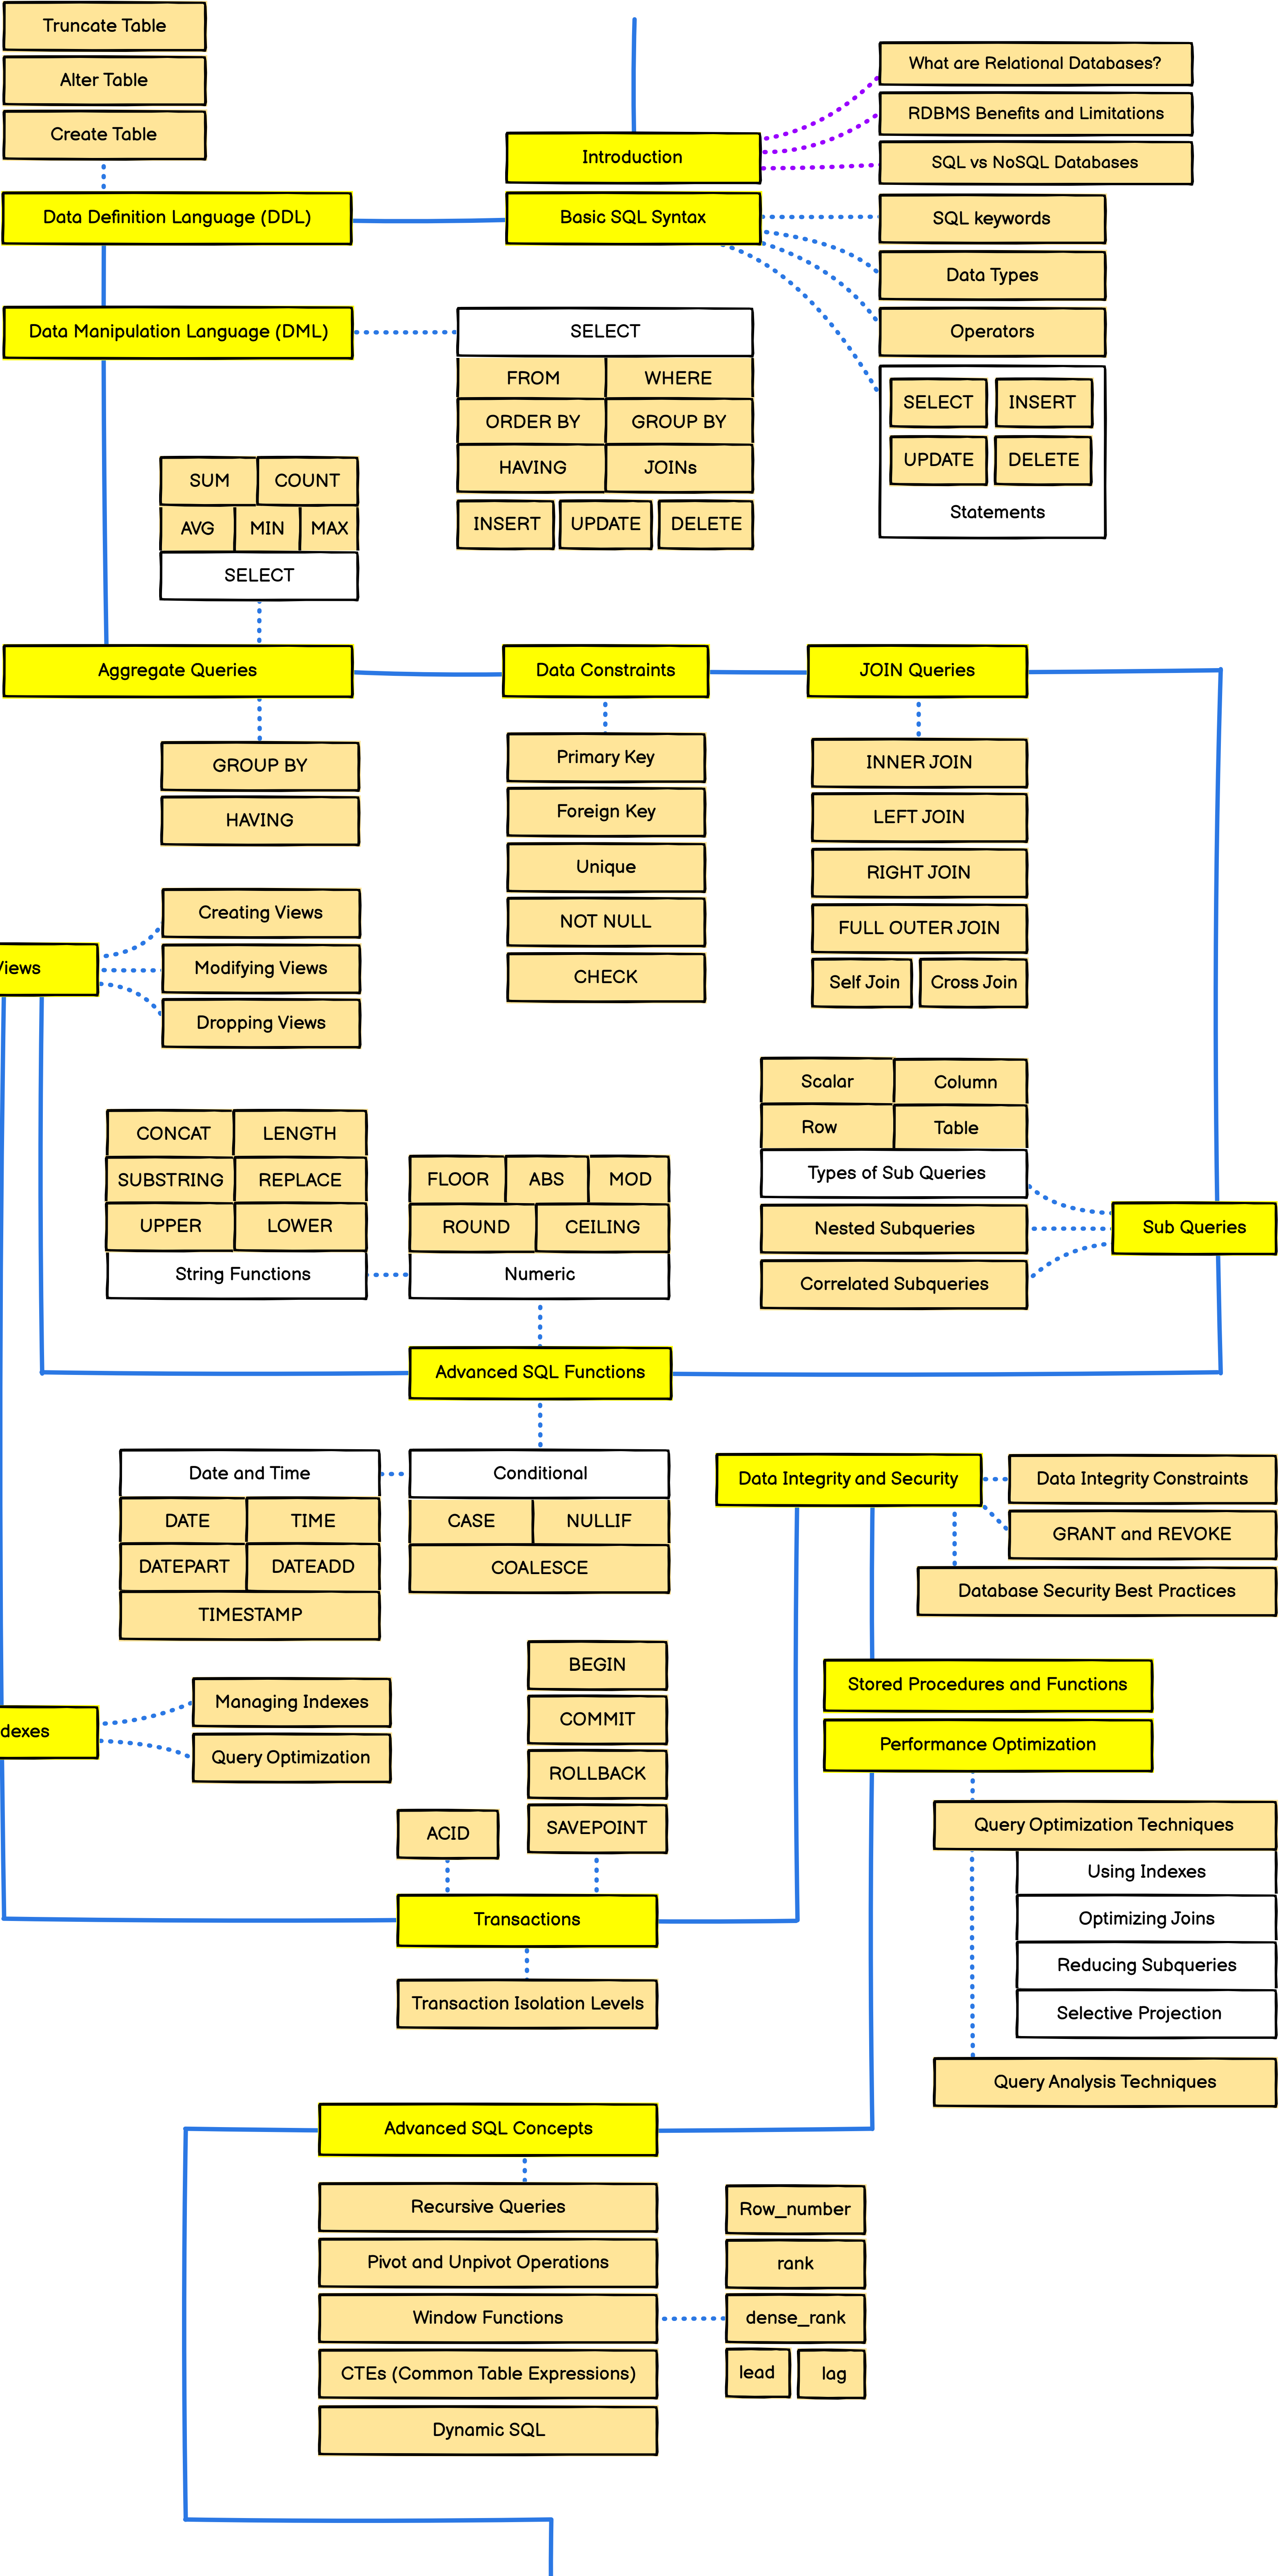 Truncate Table
Alter Table
Create Table
Data Definition Language (DDL)
Introduction
What are Relational Databases?
RDBMS Benefits and Limitations
SQL vs NoSQL Databases
Basic SQL Syntax
SQL keywords
Data Types
Operators
SELECT
INSERT
UPDATE
DELETE
Statements
Data Manipulation Language (DML)
SELECT
FROM
WHERE
ORDER BY
GROUP BY
HAVING
JOINs
INSERT
UPDATE
DELETE
SUM
COUNT
AVG
MIN
MAX
SELECT
Aggregate Queries
GROUP BY
HAVING
Data Constraints
Primary Key
Foreign Key
Unique
NOT NULL
CHECK
JOIN Queries
INNER JOIN
LEFT JOIN
RIGHT JOIN
FULL OUTER JOIN
Self Join
Cross Join
Scalar
Column
Row
Table
Types of Sub Queries
Nested Subqueries
Correlated Subqueries
Sub Queries
iews
Creating Views
Modifying Views
Dropping Views
CONCAT
LENGTH
SUBSTRING
REPLACE
UPPER
LOWER
String Functions
FLOOR
ABS
MOD
ROUND
CEILING
Numeric
Advanced SQL Functions
Date and Time
DATE
TIME
DATEPART
DATEADD
TIMESTAMP
Conditional
CASE
NULLIF
COALESCE
Data Integrity and Security
Data Integrity Constraints
GRANT and REVOKE
Database Security Best Practices
dexes
Managing Indexes
Query Optimization
BEGIN
COMMIT
ROLLBACK
SAVEPOINT
ACID
Transactions
Transaction Isolation Levels
Stored Procedures and Functions
Performance Optimization
Query Optimization Techniques
Using Indexes
Optimizing Joins
Reducing Subqueries
Selective Projection
Query Analysis Techniques
Advanced SQL Concepts
Recursive Queries
Pivot and Unpivot Operations
Window Functions
CTEs (Common Table Expressions)
Dynamic SQL
Row_number
rank
dense_rank
lead
lag